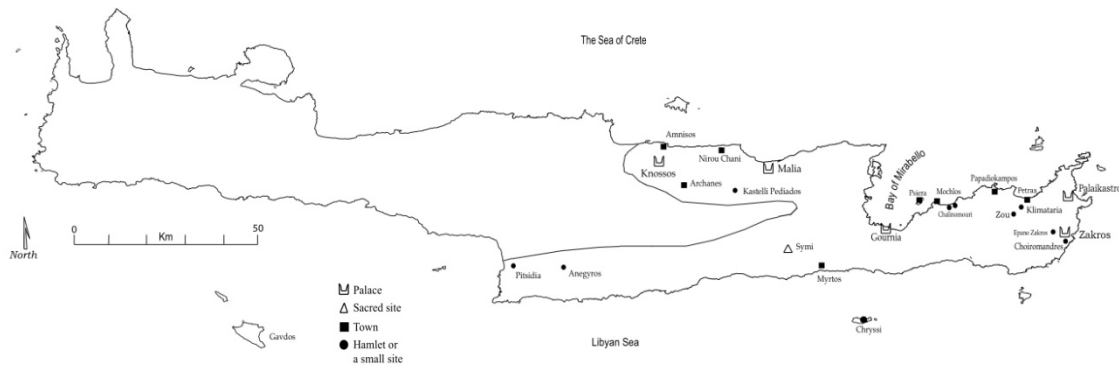 The Sea of Crete
Amnisos
Nirou Chani
Knossos
Malia
Archanes
Kastelli Pediados
Bay of Mirabello
Psiera
Mochlos
Chalinomouri
Papadiokampos
Petras
Klimataria
Zou
Palaikastro
Epano Zakros
Zakros
Choiromandres
Gournia
Symi
Myrtos
Pitsidia
Anegyros
Chryssi
Gavdos
Libyan Sea
North
0
Km
50
Palace
Sacred site
Town
Hamlet or
a small site